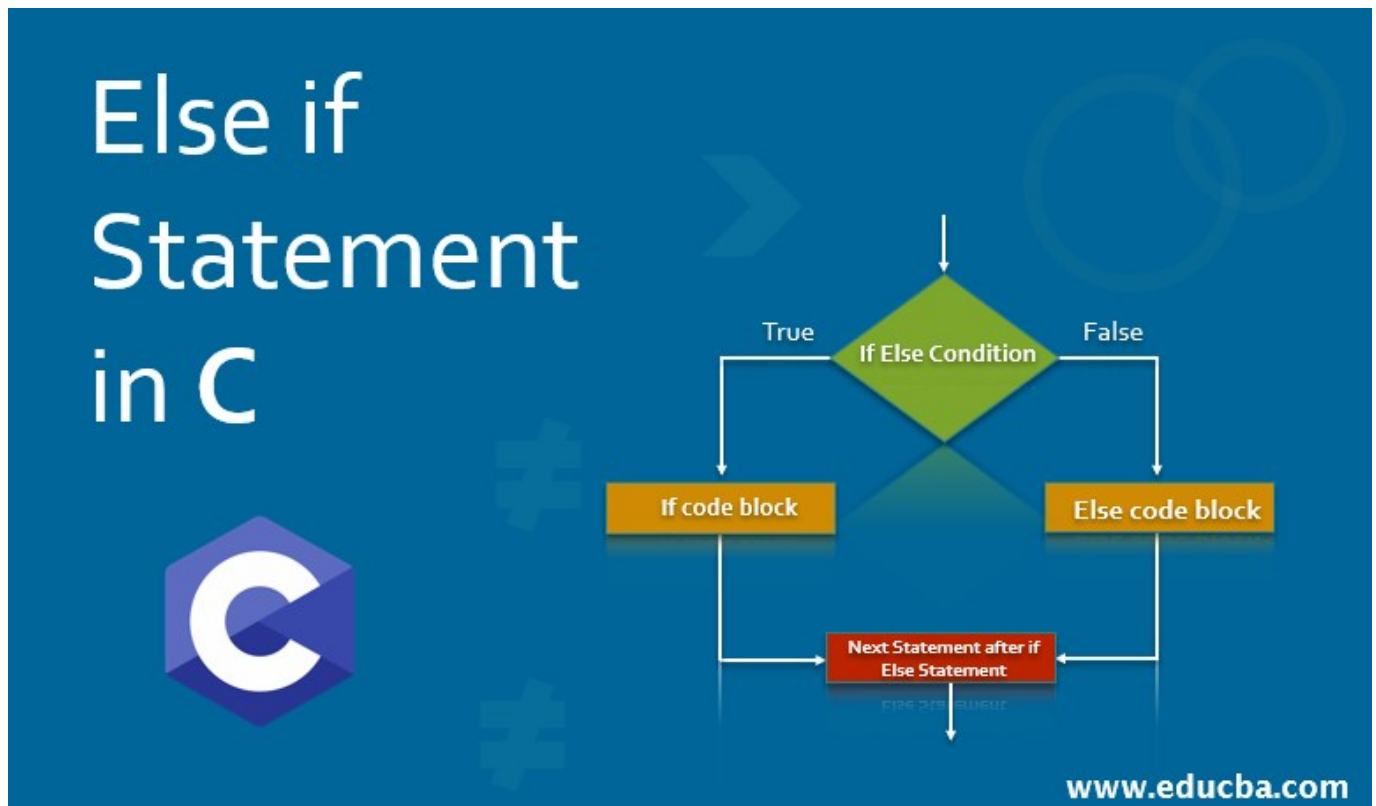 Else if
Statement
in C
True
False
If Else Condition
If code block
Else code block
Next Statement after if
Else Statement
www.educba.com